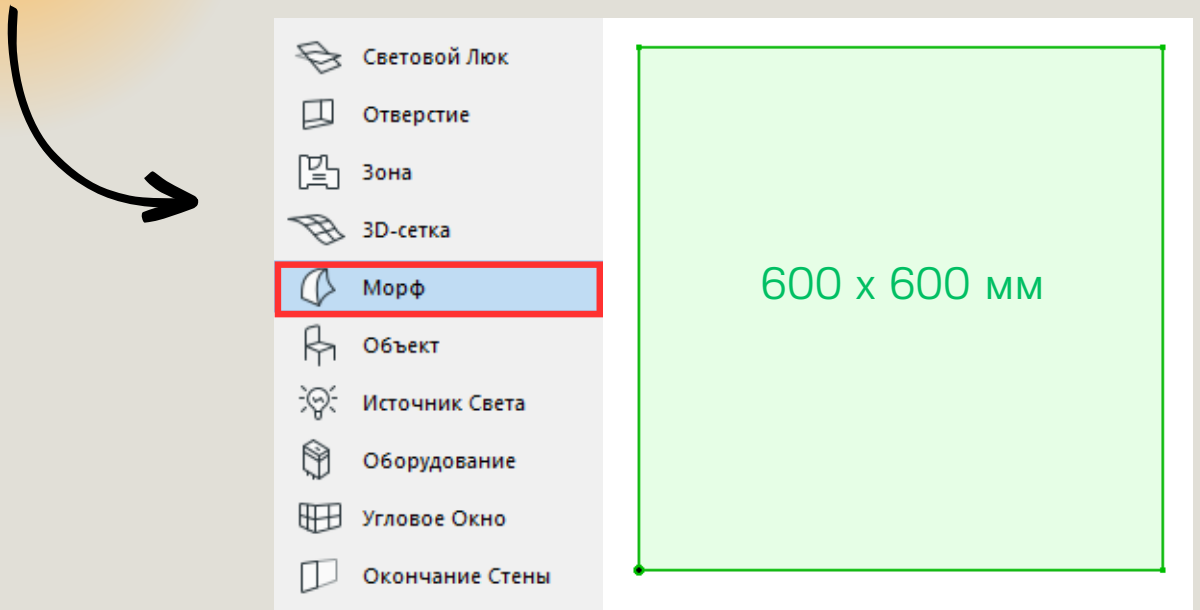 Световой Люк
Отверстие
Зона
3D-сетка
Морф
Объект
Источник Света
Оборудование
Угловое Окно
Окончание Стены
600 x 600 мм